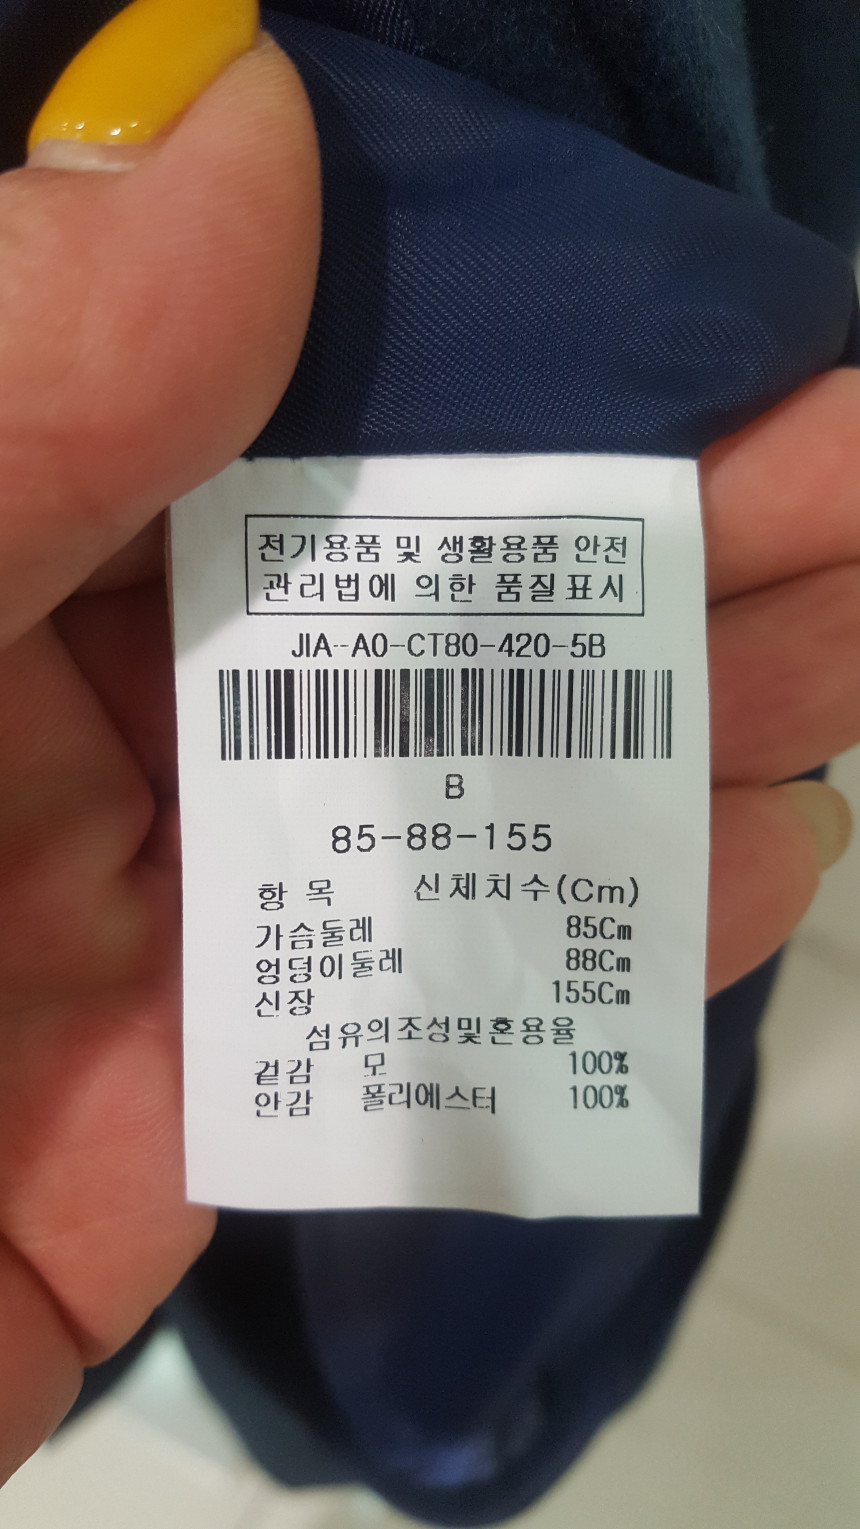 전기용품 및 생활용품 안전
관리법에 의한 품질표시
JIA-A0-CT80-420-5B
B
85-88-155
항 목 신체치수(Cm)
가슴둘레 85Cm
엉덩이둘레 88Cm
신장 155Cm
섬유의조성및혼용율
겉감 모 100%
안감 폴리에스터 100%